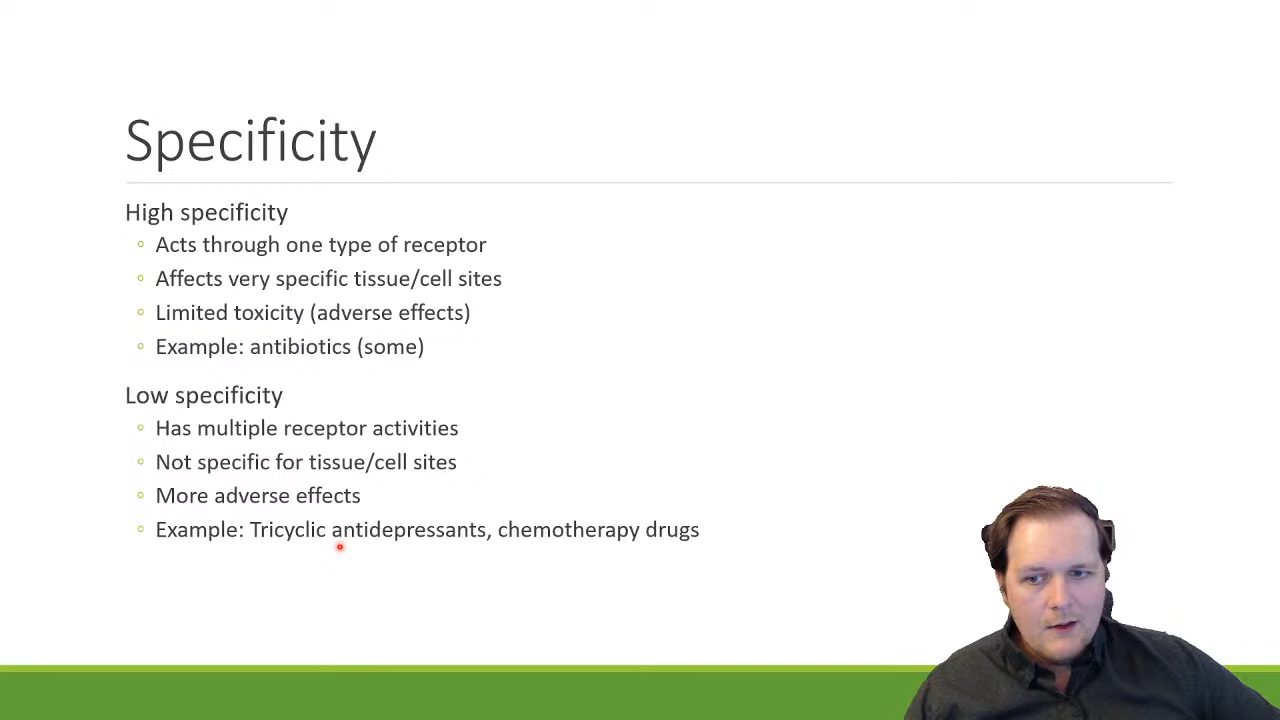 Specificity
High specificity
◦ Acts through one type of receptor
◦ Affects very specific tissue/cell sites
◦ Limited toxicity (adverse effects)
◦ Example: antibiotics (some)
Low specificity
◦ Has multiple receptor activities
◦ Not specific for tissue/cell sites
◦ More adverse effects
◦ Example: Tricyclic antidepressants, chemotherapy drugs